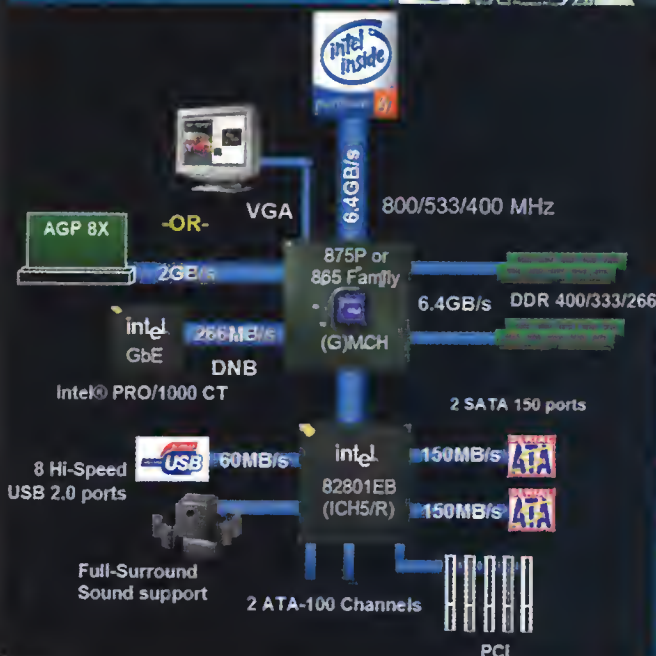 intel
inside
pentium 4
6.4GB/s
800/533/400 MHz
VGA
-OR-
AGP 8X
2GB/s
875P or
865 Family
(G)MCH
6.4GB/s
DDR 400/333/266
intel
GbE
266MB/s
DNB
Intel® PRO/1000 CT
2 SATA 150 ports
8 Hi-Speed
USB 2.0 ports
USB
60MB/s
intel
82801EB
(ICH5/R)
150MB/s
SERIAL
ATA
150MB/s
SERIAL
ATA
Full-Surround
Sound support
2 ATA-100 Channels
PCI